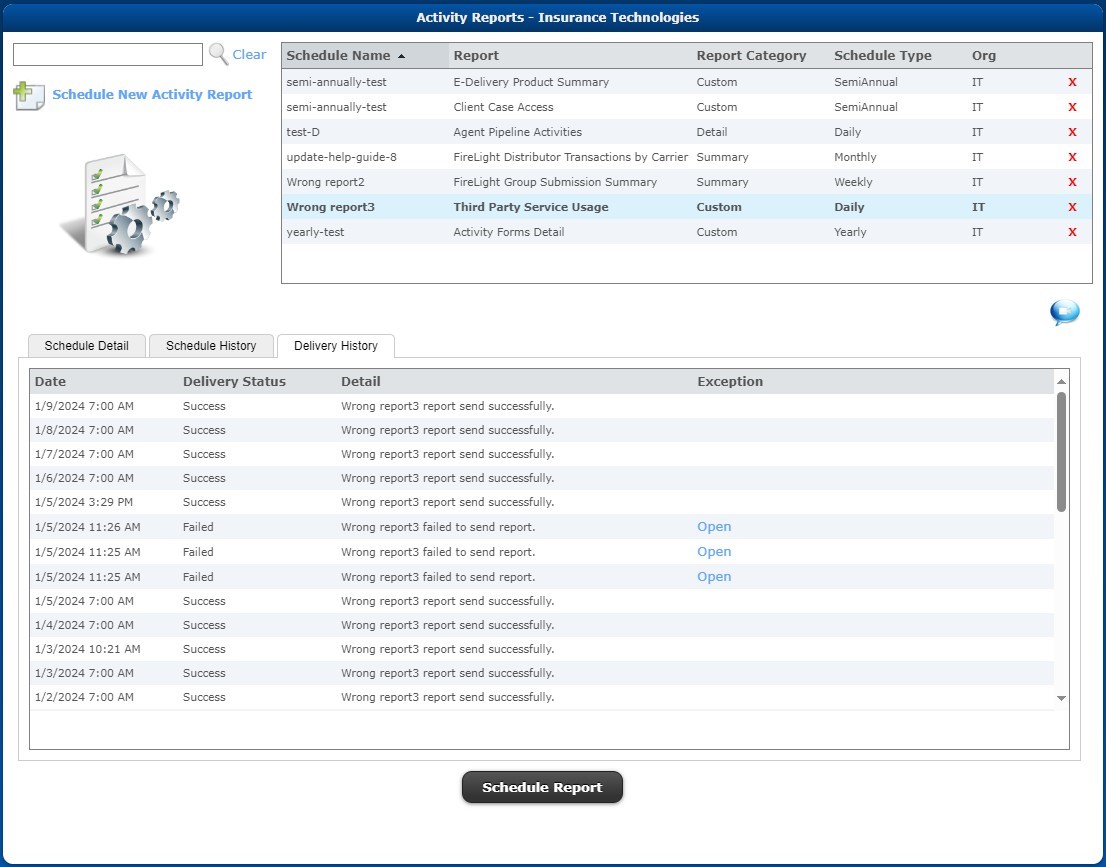 Activity Reports - Insurance Technologies
Clear
Schedule New Activity Report
Schedule Name Report Report Category Schedule Type Org
semi-annually-test E-Delivery Product Summary Custom SemiAnnual IT X
semi-annually-test Client Case Access Custom SemiAnnual IT X
test-D Agent Pipeline Activities Detail Daily IT X
update-help-guide-8 FireLight Distributor Transactions by Carrier Summary Monthly IT X
Wrong report2 FireLight Group Submission Summary Summary Weekly IT X
Wrong report3 Third Party Service Usage Custom Daily IT X
yearly-test Activity Forms Detail Custom Yearly IT X
Schedule Detail Schedule History Delivery History
Date Delivery Status Detail Exception
1/9/2024 7:00 AM Success Wrong report3 report send successfully.
1/8/2024 7:00 AM Success Wrong report3 report send successfully.
1/7/2024 7:00 AM Success Wrong report3 report send successfully.
1/6/2024 7:00 AM Success Wrong report3 report send successfully.
1/5/2024 3:29 PM Success Wrong report3 report send successfully.
1/5/2024 11:26 AM Failed Wrong report3 failed to send report. Open
1/5/2024 11:25 AM Failed Wrong report3 failed to send report. Open
1/5/2024 11:25 AM Failed Wrong report3 failed to send report. Open
1/5/2024 7:00 AM Success Wrong report3 report send successfully.
1/4/2024 7:00 AM Success Wrong report3 report send successfully.
1/3/2024 10:21 AM Success Wrong report3 report send successfully.
1/3/2024 7:00 AM Success Wrong report3 report send successfully.
1/2/2024 7:00 AM Success Wrong report3 report send successfully.
Schedule Report